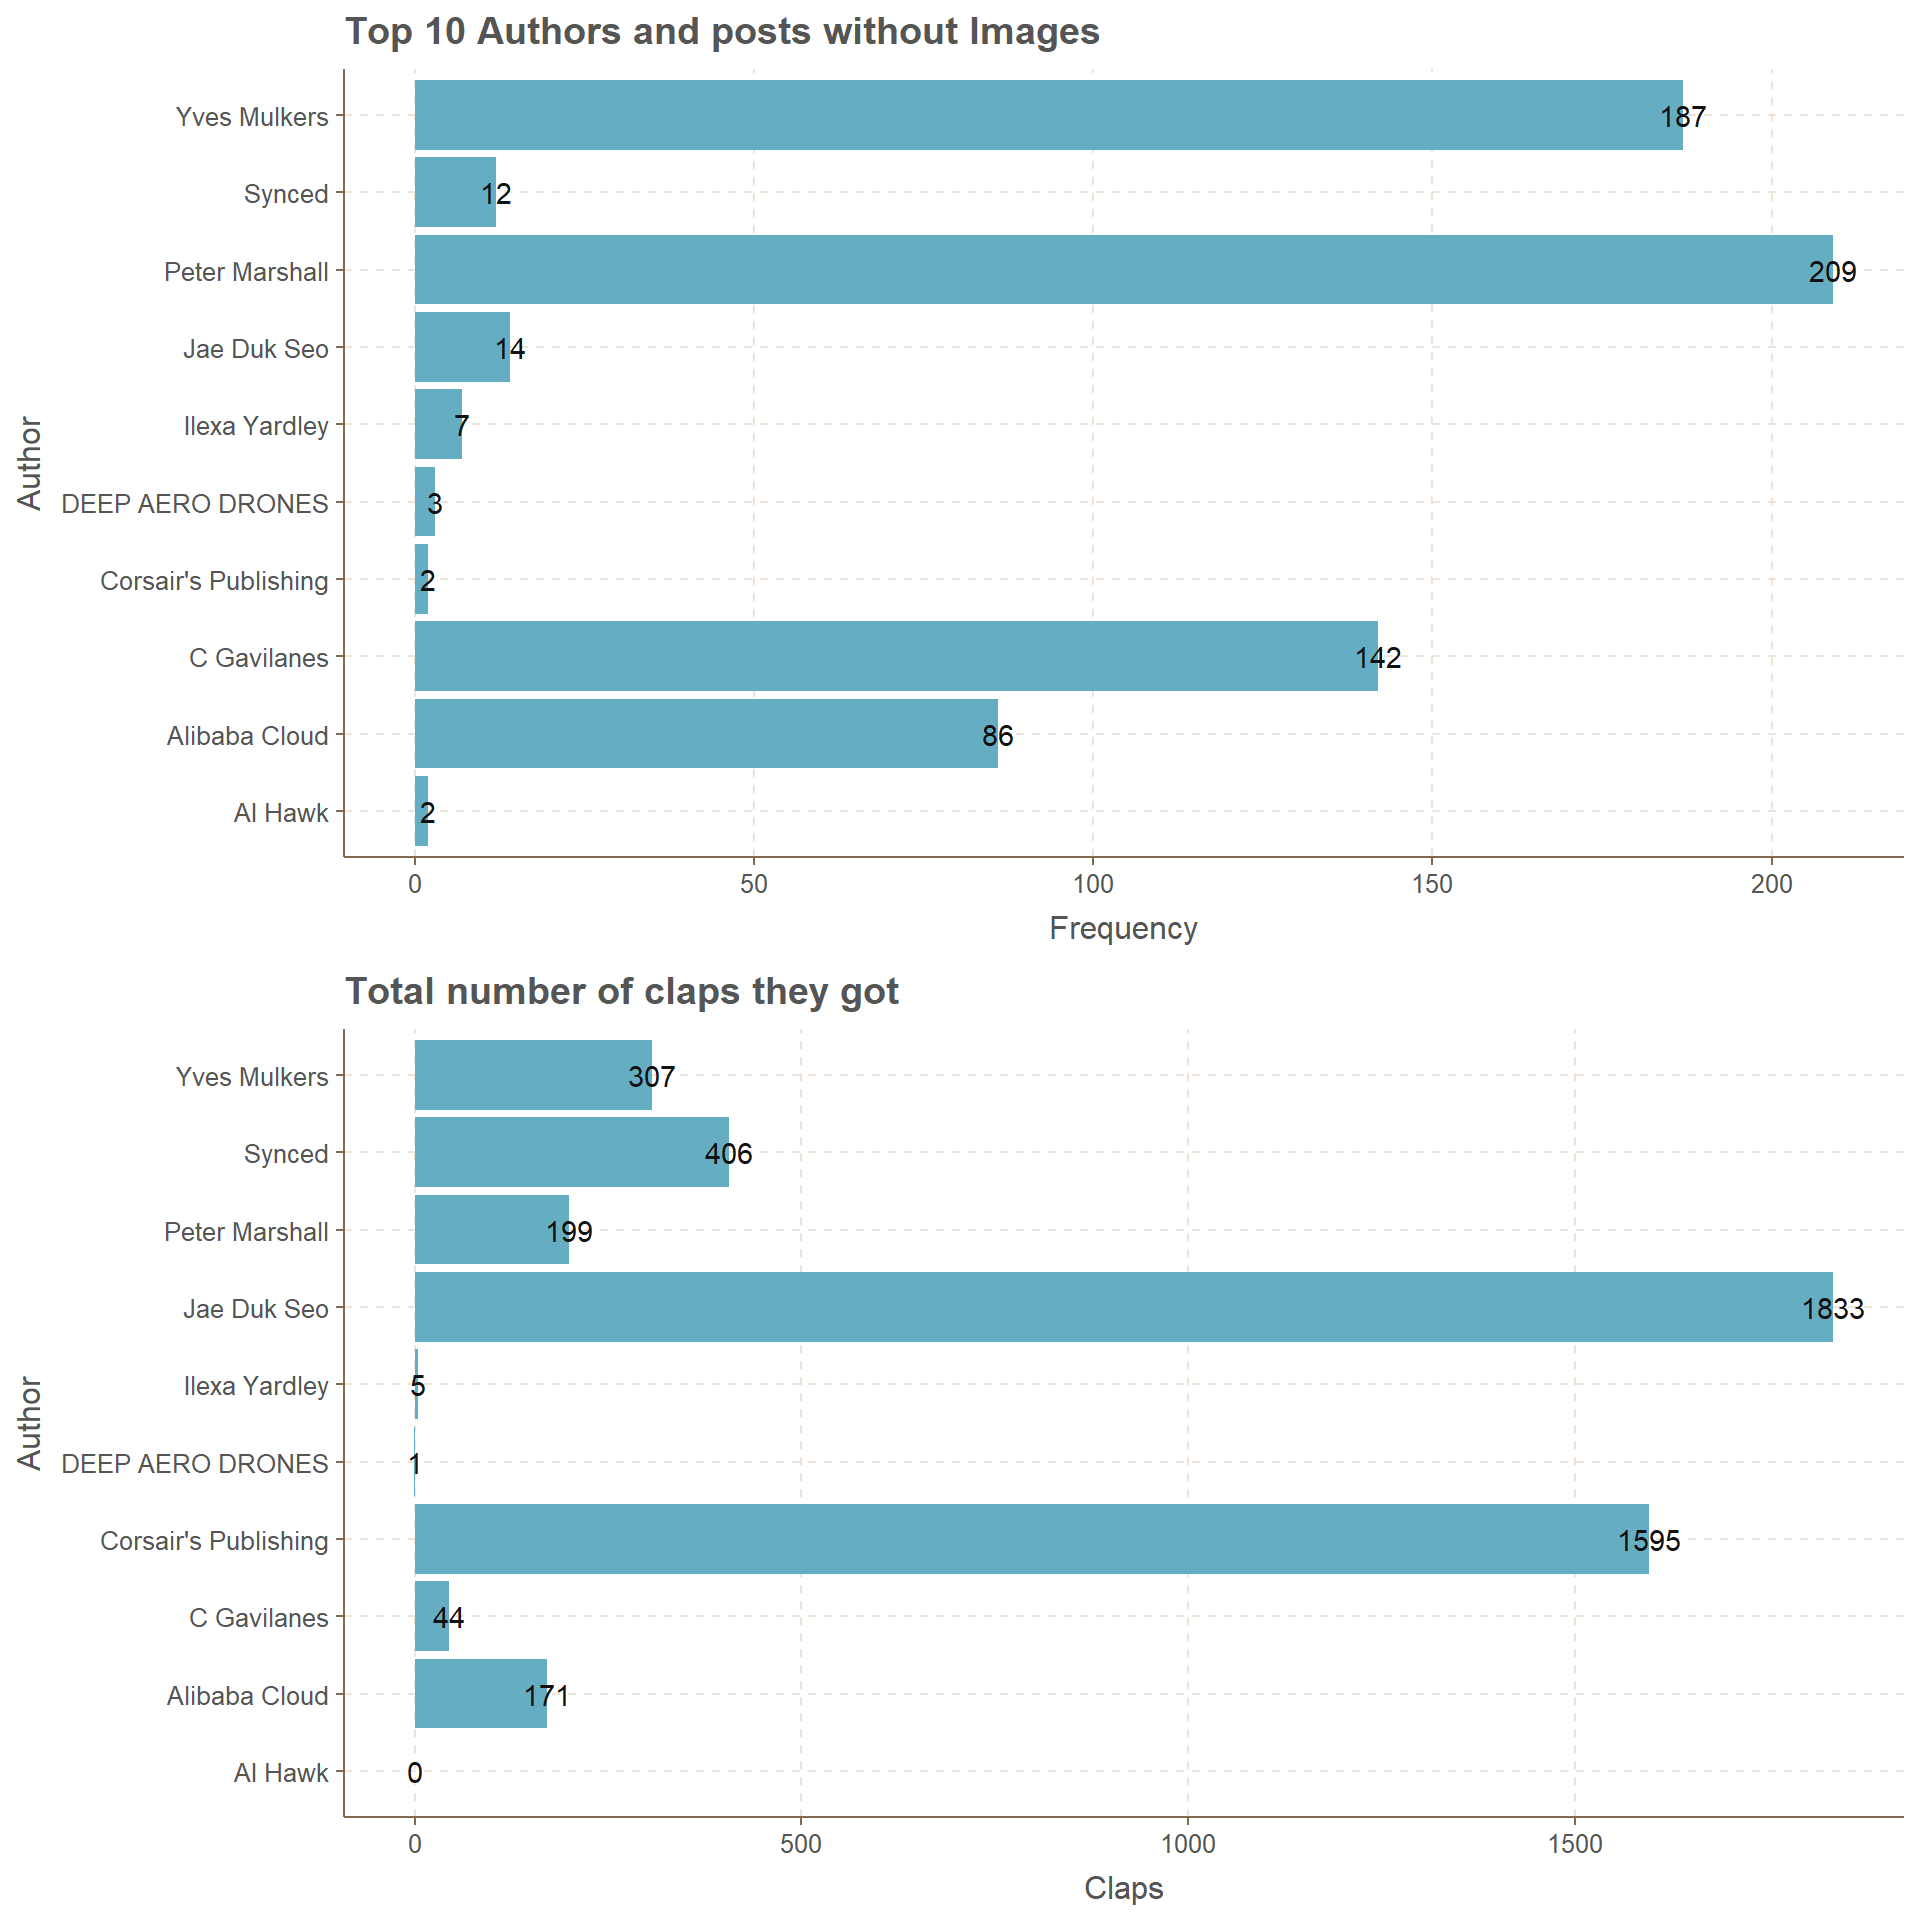 Top 10 Authors and posts without Images
Author
Yves Mulkers 187
Synced 12
Peter Marshall 209
Jae Duk Seo 14
Ilexa Yardley 7
DEEP AERO DRONES 3
Corsair's Publishing 2
C Gavilanes 142
Alibaba Cloud 86
AI Hawk 2
0 50 100 150 200
Frequency
Total number of claps they got
Author
Yves Mulkers 307
Synced 406
Peter Marshall 199
Jae Duk Seo 1833
Ilexa Yardley 5
DEEP AERO DRONES 1
Corsair's Publishing 1595
C Gavilanes 44
Alibaba Cloud 171
AI Hawk 0
0 500 1000 1500
Claps